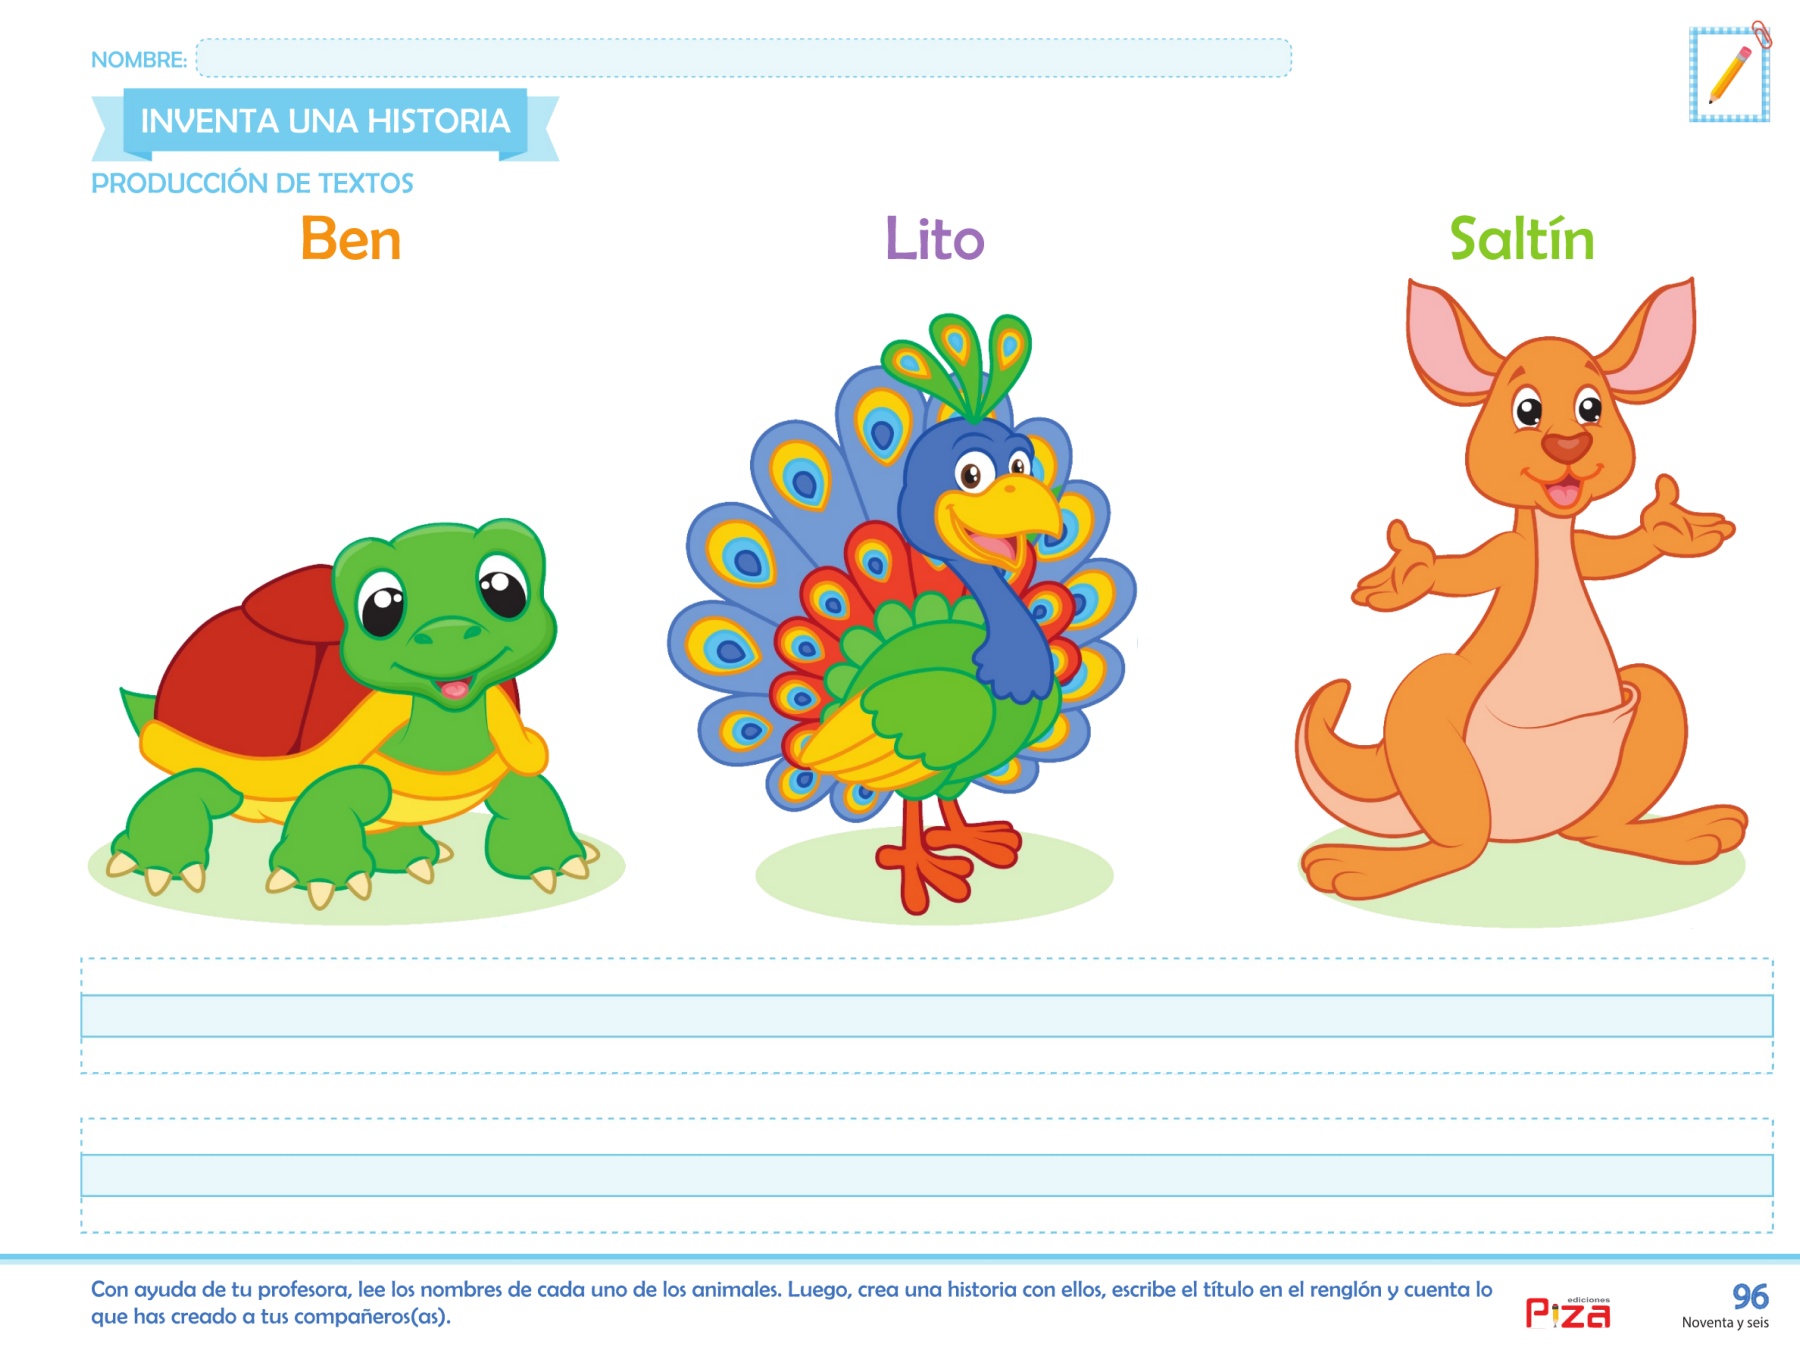 NOMBRE:
INVENTA UNA HISTORIA
PRODUCCIÓN DE TEXTOS
Ben
Lito
Saltín
Con ayuda de tu profesora, lee los nombres de cada uno de los animales. Luego, crea una historia con ellos, escribe el título en el renglón y cuenta lo
que has creado a tus compañeros(as).
ediciones
Piza
96
Noventa y seis